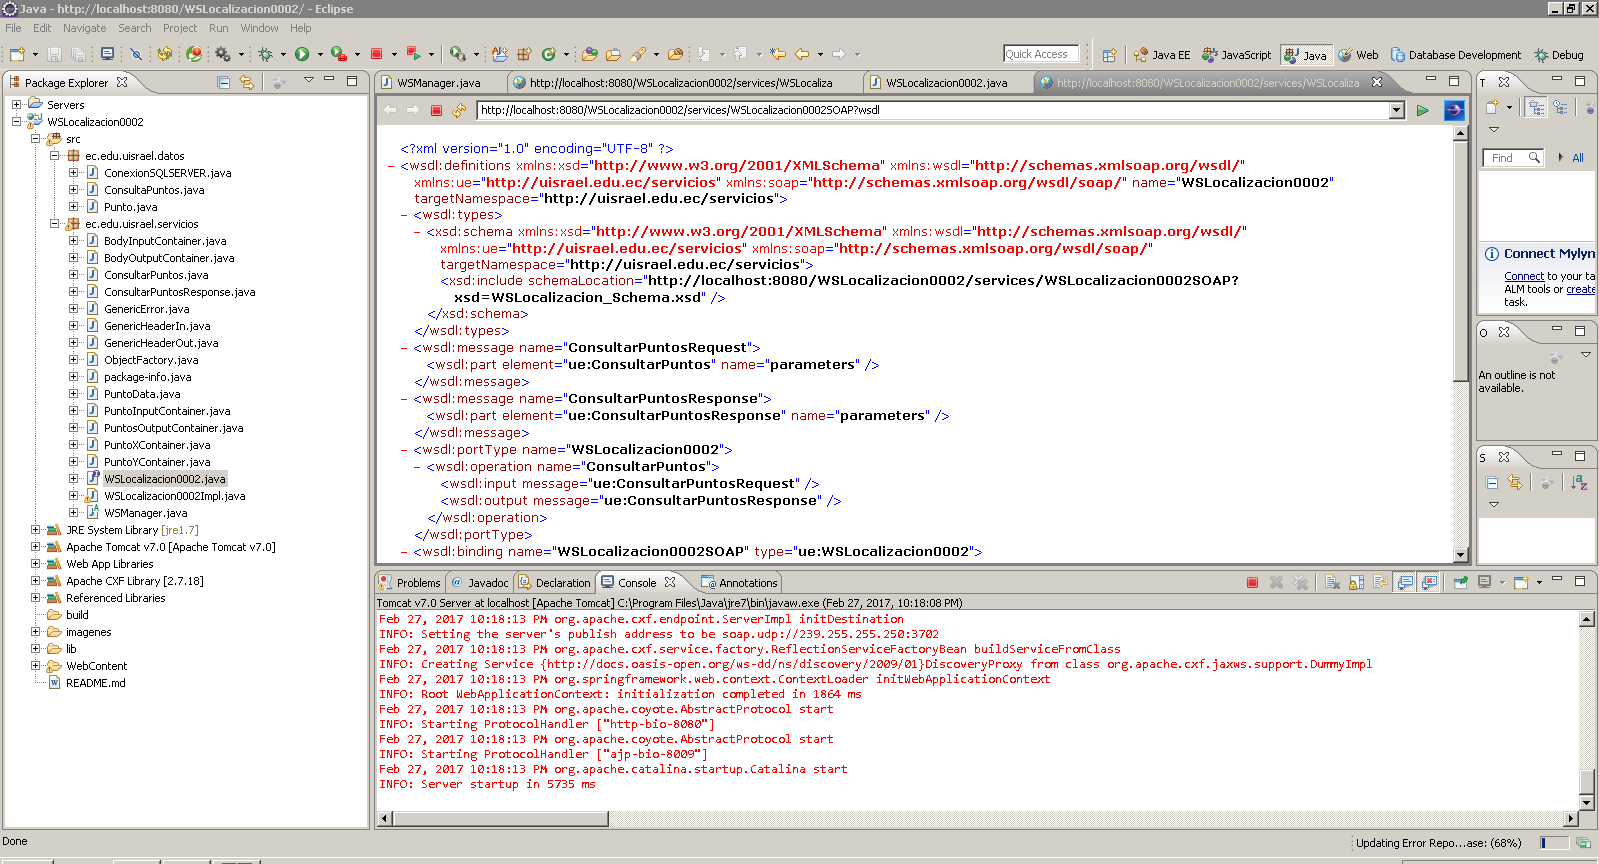 Java - http://localhost:8080/WSLocalizacion0002/ - Eclipse
File Edit Navigate Search Project Run Window Help
Quick Access Java EE JavaScript Java Web Database Development Debug
Package Explorer
WSManager.java http://localhost:8080/WSLocalizacion0002/services/WSLocaliza WSLocalizacion0002.java http://localhost:8080/WSLocalizacion0002/services/WSLocaliza
Servers
WSLocalizacion0002
src
ec.edu.uisrael.datos
ConexionSQLSERVER.java
ConsultaPuntos.java
Punto.java
ec.edu.uisrael.servicios
BodyInputContainer.java
BodyOutputContainer.java
ConsultarPuntos.java
ConsultarPuntosResponse.java
GenericError.java
GenericHeaderIn.java
GenericHeaderOut.java
ObjectFactory.java
package-info.java
PuntoData.java
PuntoInputContainer.java
PuntosOutputContainer.java
PuntoXContainer.java
PuntoYContainer.java
WSLocalizacion0002.java
WSLocalizacion0002Impl.java
WSManager.java
JRE System Library [jre1.7]
Apache Tomcat v7.0 [Apache Tomcat v7.0]
Web App Libraries
Apache CXF Library [2.7.18]
Referenced Libraries
build
imagenes
lib
WebContent
README.md
http://localhost:8080/WSLocalizacion0002/services/WSLocalizacion0002SOAP?wsdl
<?xml version="1.0" encoding="UTF-8" ?>
- <wsdl:definitions xmlns:xsd="http://www.w3.org/2001/XMLSchema" xmlns:wsdl="http://schemas.xmlsoap.org/wsdl/"
xmlns:ue="http://uisrael.edu.ec/servicios" xmlns:soap="http://schemas.xmlsoap.org/wsdl/soap/" name="WSLocalizacion0002"
targetNamespace="http://uisrael.edu.ec/servicios">
- <wsdl:types>
- <xsd:schema xmlns:xsd="http://www.w3.org/2001/XMLSchema" xmlns:wsdl="http://schemas.xmlsoap.org/wsdl/"
xmlns:ue="http://uisrael.edu.ec/servicios" xmlns:soap="http://schemas.xmlsoap.org/wsdl/soap/"
targetNamespace="http://uisrael.edu.ec/servicios">
<xsd:include schemaLocation="http://localhost:8080/WSLocalizacion0002/services/WSLocalizacion0002SOAP?
xsd=WSLocalizacion_Schema.xsd" />
</xsd:schema>
</wsdl:types>
- <wsdl:message name="ConsultarPuntosRequest">
<wsdl:part element="ue:ConsultarPuntos" name="parameters" />
</wsdl:message>
- <wsdl:message name="ConsultarPuntosResponse">
<wsdl:part element="ue:ConsultarPuntosResponse" name="parameters" />
</wsdl:message>
- <wsdl:portType name="WSLocalizacion0002">
- <wsdl:operation name="ConsultarPuntos">
<wsdl:input message="ue:ConsultarPuntosRequest" />
<wsdl:output message="ue:ConsultarPuntosResponse" />
</wsdl:operation>
</wsdl:portType>
- <wsdl:binding name="WSLocalizacion0002SOAP" type="ue:WSLocalizacion0002">
T
Find All
Connect Mylyn
Connect to your ta
ALM tools or create
task.
O
An outline is not
available.
S
Problems Javadoc Declaration Console Annotations
Tomcat v7.0 Server at localhost [Apache Tomcat] C:\Program Files\Java\jre7\bin\javaw.exe (Feb 27, 2017, 10:18:08 PM)
Feb 27, 2017 10:18:13 PM org.apache.cxf.endpoint.ServerImpl initDestination
INFO: Setting the server's publish address to be soap.udp://239.255.255.250:3702
Feb 27, 2017 10:18:13 PM org.apache.cxf.service.factory.ReflectionServiceFactoryBean buildServiceFromClass
INFO: Creating Service {http://docs.oasis-open.org/ws-dd/ns/discovery/2009/01}DiscoveryProxy from class org.apache.cxf.jaxws.support.DummyImpl
Feb 27, 2017 10:18:13 PM org.springframework.web.context.ContextLoader initWebApplicationContext
INFO: Root WebApplicationContext: initialization completed in 1864 ms
Feb 27, 2017 10:18:13 PM org.apache.coyote.AbstractProtocol start
INFO: Starting ProtocolHandler ["http-bio-8080"]
Feb 27, 2017 10:18:13 PM org.apache.coyote.AbstractProtocol start
INFO: Starting ProtocolHandler ["ajp-bio-8009"]
Feb 27, 2017 10:18:13 PM org.apache.catalina.startup.Catalina start
INFO: Server startup in 5735 ms
Done
Updating Error Repo...ase: (68%)